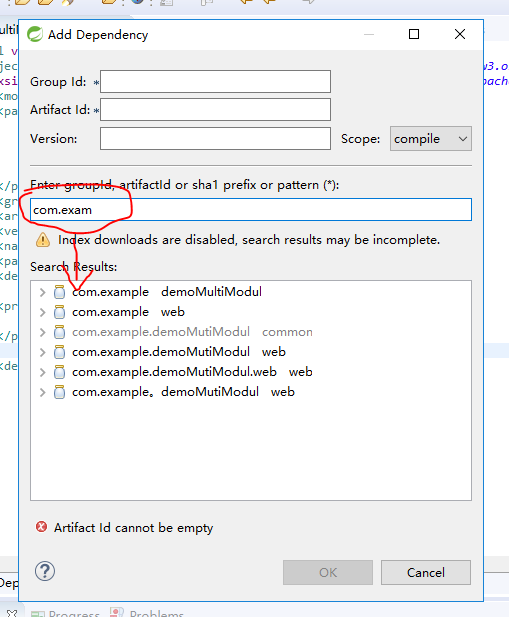 Add Dependency
Group Id: *
Artifact Id: *
Version: Scope: compile
Enter groupId, artifactId or sha1 prefix or pattern (*):
com.exam
Index downloads are disabled, search results may be incomplete.
Search Results:
com.example demoMultiModul
com.example web
com.example.demoMutiModul common
com.example.demoMutiModul web
com.example.demoMutiModul.web web
com.example。demoMutiModul web
Artifact Id cannot be empty
OK Cancel
Progress Problems